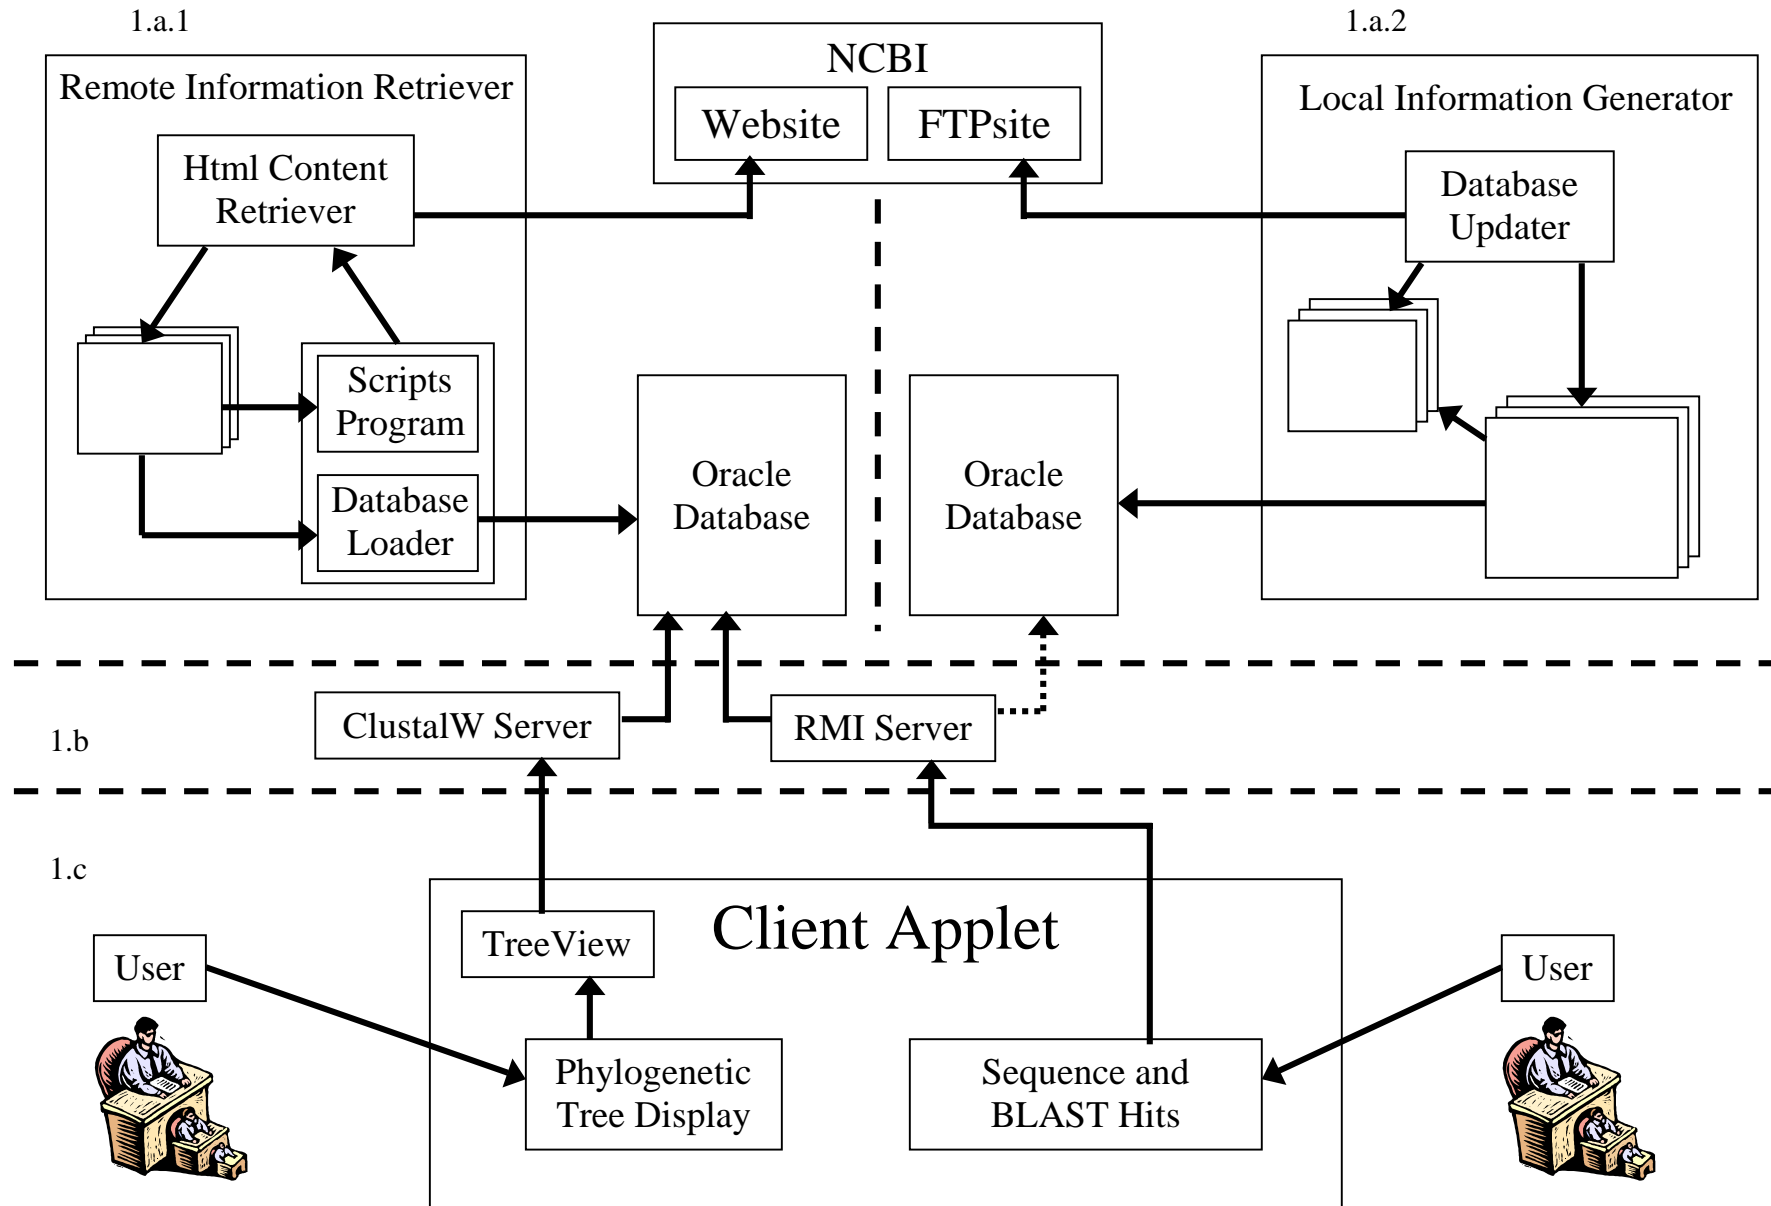 1.a.1
1.a.2
NCBI
Website
FTPsite
Remote Information Retriever
Html Content
Retriever
Scripts
Program
Database
Loader
Oracle
Database
Oracle
Database
Local Information Generator
Database
Updater
1.b
ClustalW Server
RMI Server
1.c
Client Applet
TreeView
User
User
Phylogenetic
Tree Display
Sequence and
BLAST Hits